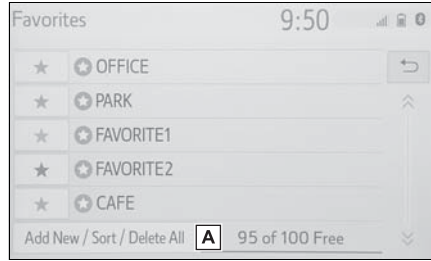 Favorites 9:50
OFFICE
PARK
FAVORITE1
FAVORITE2
CAFE
Add New / Sort / Delete All A 95 of 100 Free